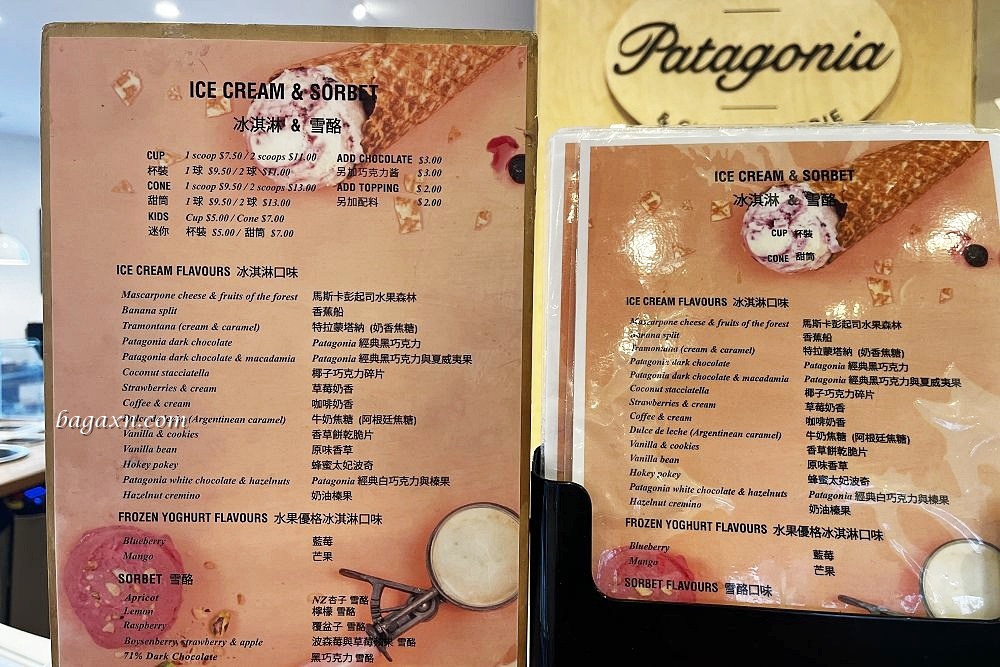 ICE CREAM & SORBET
冰淇淋 & 雪酪
CUP 1 scoop $7.50 / 2 scoops $11.00 ADD CHOCOLATE $3.00
杯裝 1 球 $9.50 / 2 球 $11.00 另加巧克力醬 $3.00
CONE 1 scoop $9.50 / 2 scoops $13.00 ADD TOPPING $2.00
甜筒 1 球 $9.50 / 2 球 $13.00 另加配料 $2.00
KIDS Cup $5.00 / Cone $7.00
迷你 杯裝 $5.00 / 甜筒 $7.00
ICE CREAM FLAVOURS 冰淇淋口味
Mascarpone cheese & fruits of the forest 馬斯卡彭起司水果森林
Banana split 香蕉船
Tramontana (cream & caramel) 特拉蒙塔納 (奶香焦糖)
Patagonia dark chocolate Patagonia 經典黑巧克力
Patagonia dark chocolate & macadamia Patagonia 經典黑巧克力與夏威夷果
Coconut stacciatella 椰子巧克力碎片
Strawberries & cream 草莓奶香
Coffee & cream 咖啡奶香
bagaxn.com
(Argentinean caramel) 牛奶焦糖 (阿根廷焦糖)
Vanilla & cookies 香草餅乾脆片
Vanilla bean 原味香草
Hokey pokey 蜂蜜太妃波奇
Patagonia white chocolate & hazelnuts Patagonia 經典白巧克力與榛果
Hazelnut cremino 奶油榛果
FROZEN YOGHURT FLAVOURS 水果優格冰淇淋口味
Blueberry 藍莓
Mango 芒果
SORBET 雪酪
Apricot NZ杏子 雪酪
Lemon 檸檬 雪酪
Raspberry 覆盆子 雪酪
Boysenberry, strawberry & apple 波森莓與草莓蘋果 雪酪
71% Dark Chocolate 黑巧克力 雪酪
Patagonia
ICE CREAM & SORBET
冰淇淋 & 雪酪
CUP 杯裝
CONE 甜筒
ICE CREAM FLAVOURS 冰淇淋口味
Mascarpone cheese & fruits of the forest 馬斯卡彭起司水果森林
Banana split 香蕉船
Tramontana (cream & caramel) 特拉蒙塔納 (奶香焦糖)
Patagonia dark chocolate Patagonia 經典黑巧克力
Patagonia dark chocolate & macadamia Patagonia 經典黑巧克力與夏威夷果
Coconut stacciatella 椰子巧克力碎片
Strawberries & cream 草莓奶香
Coffee & cream 咖啡奶香
Dulce de leche (Argentinean caramel) 牛奶焦糖 (阿根廷焦糖)
Vanilla & cookies 香草餅乾脆片
Vanilla bean 原味香草
Hokey pokey 蜂蜜太妃波奇
Patagonia white chocolate & hazelnuts Patagonia 經典白巧克力與榛果
Hazelnut cremino 奶油榛果
FROZEN YOGHURT FLAVOURS 水果優格冰淇淋口味
Blueberry 藍莓
Mango 芒果
SORBET FLAVOURS 雪酪口味